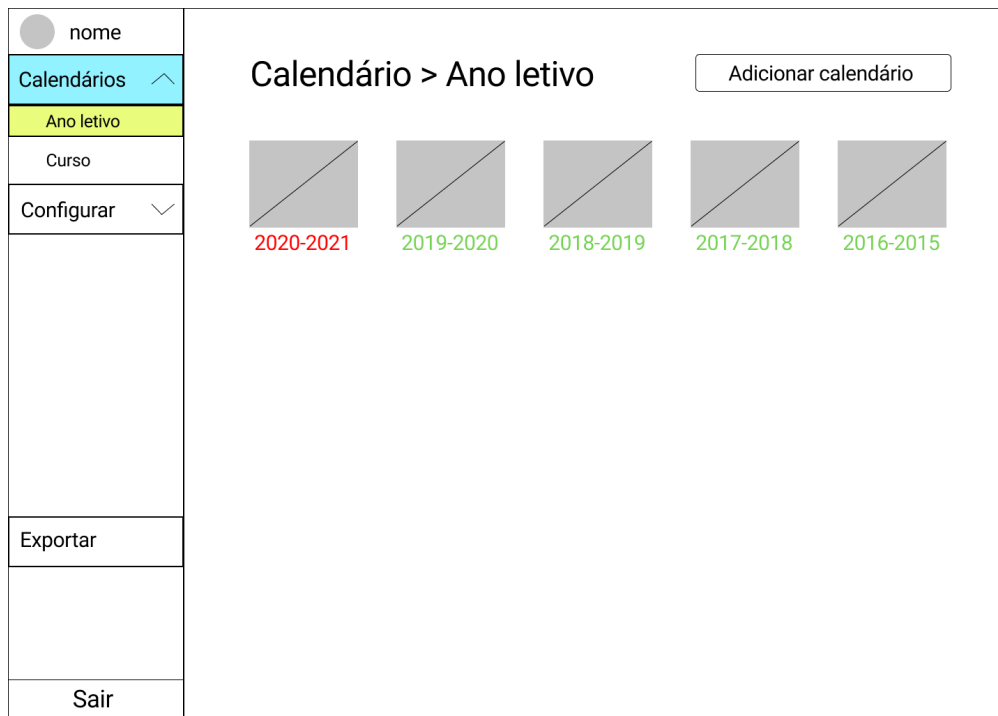 nome
Calendários
Ano letivo
Curso
Configurar
Exportar
Sair
Calendário > Ano letivo
Adicionar calendário
2020-2021
2019-2020
2018-2019
2017-2018
2016-2015